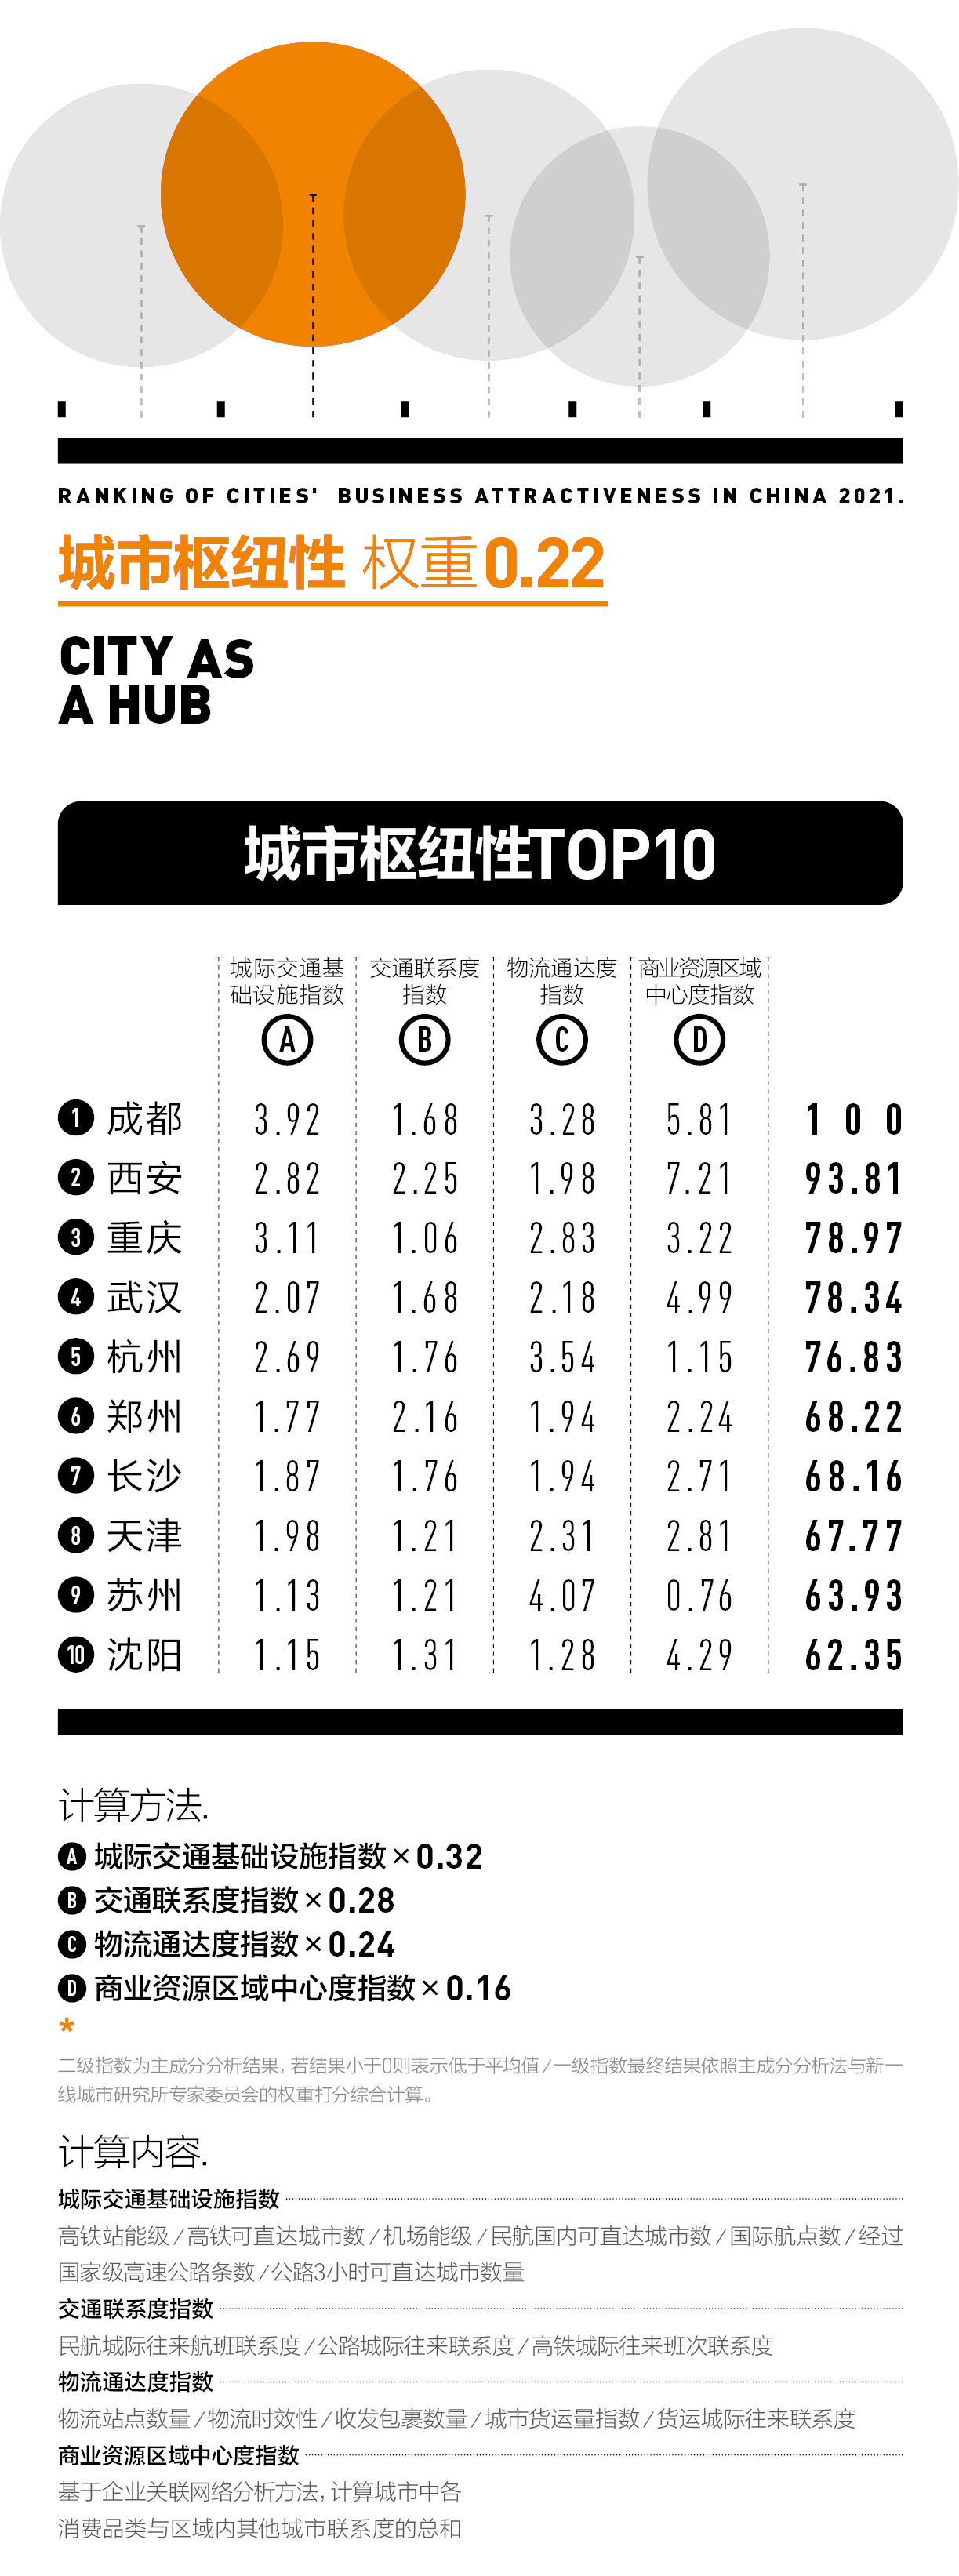 RANKING OF CITIES' BUSINESS ATTRACTIVENESS IN CHINA 2021.
城市枢纽性 权重0.22
CITY AS
A HUB
城市枢纽性TOP10
城际交通基 交通联系度 物流通达度 商业资源区域
础设施指数 指数 指数 中心度指数
A B C D
1 成都 3.92 1.68 3.28 5.81 100
2 西安 2.82 2.25 1.98 7.21 93.81
3 重庆 3.11 1.06 2.83 3.22 78.97
4 武汉 2.07 1.68 2.18 4.99 78.34
5 杭州 2.69 1.76 3.54 1.15 76.83
6 郑州 1.77 2.16 1.94 2.24 68.22
7 长沙 1.87 1.76 1.94 2.71 68.16
8 天津 1.98 1.21 2.31 2.81 67.77
9 苏州 1.13 1.21 4.07 0.76 63.93
10 沈阳 1.15 1.31 1.28 4.29 62.35
计算方法.
A 城际交通基础设施指数×0.32
B 交通联系度指数×0.28
C 物流通达度指数×0.24
D 商业资源区域中心度指数×0.16
*
二级指数为主成分分析结果，若结果小于0则表示低于平均值/一级指数最终结果依照主成分分析法与新一
线城市研究所专家委员会的权重打分综合计算。
计算内容.
城际交通基础设施指数
高铁站能级/高铁可直达城市数/机场能级/民航国内可直达城市数/国际航点数/经过
国家级高速公路条数/公路3小时可直达城市数量
交通联系度指数
民航城际往来航班联系度/公路城际往来联系度/高铁城际往来班次联系度
物流通达度指数
物流站点数量/物流时效性/收发包裹数量/城市货运量指数/货运城际往来联系度
商业资源区域中心度指数
基于企业关联网络分析方法，计算城市中各
消费品类与区域内其他城市联系度的总和